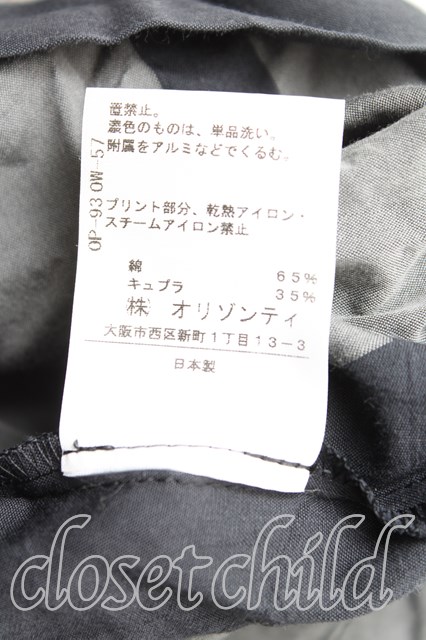 置禁止。
濃色のものは、単品洗い。
附属をアルミなどでくるむ。
プリント部分、乾熱アイロン・
スチームアイロン禁止
OP-930W-57
綿 65%
キュプラ 35%
(株) オリゾンティ
大阪市西区新町1丁目13-3
日本製
closetchild